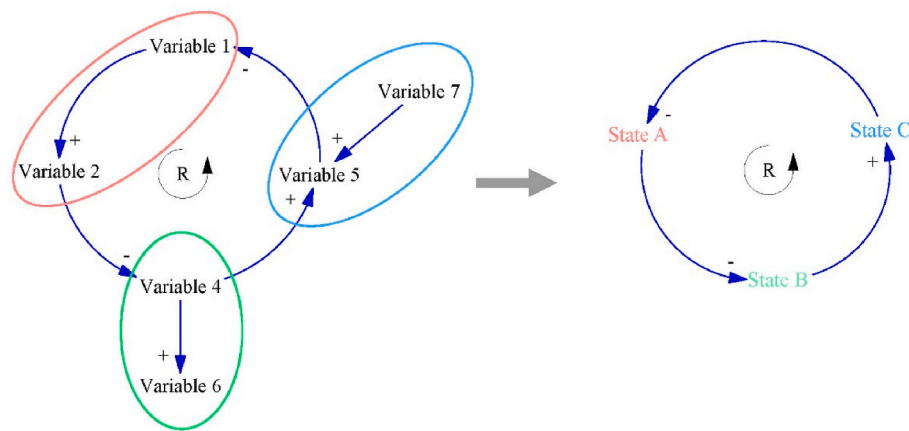 Variable 1
-
Variable 7
+
+
Variable 2
R
Variable 5
+
-
Variable 4
+
Variable 6
-
State A
State C
R
+
-
State B